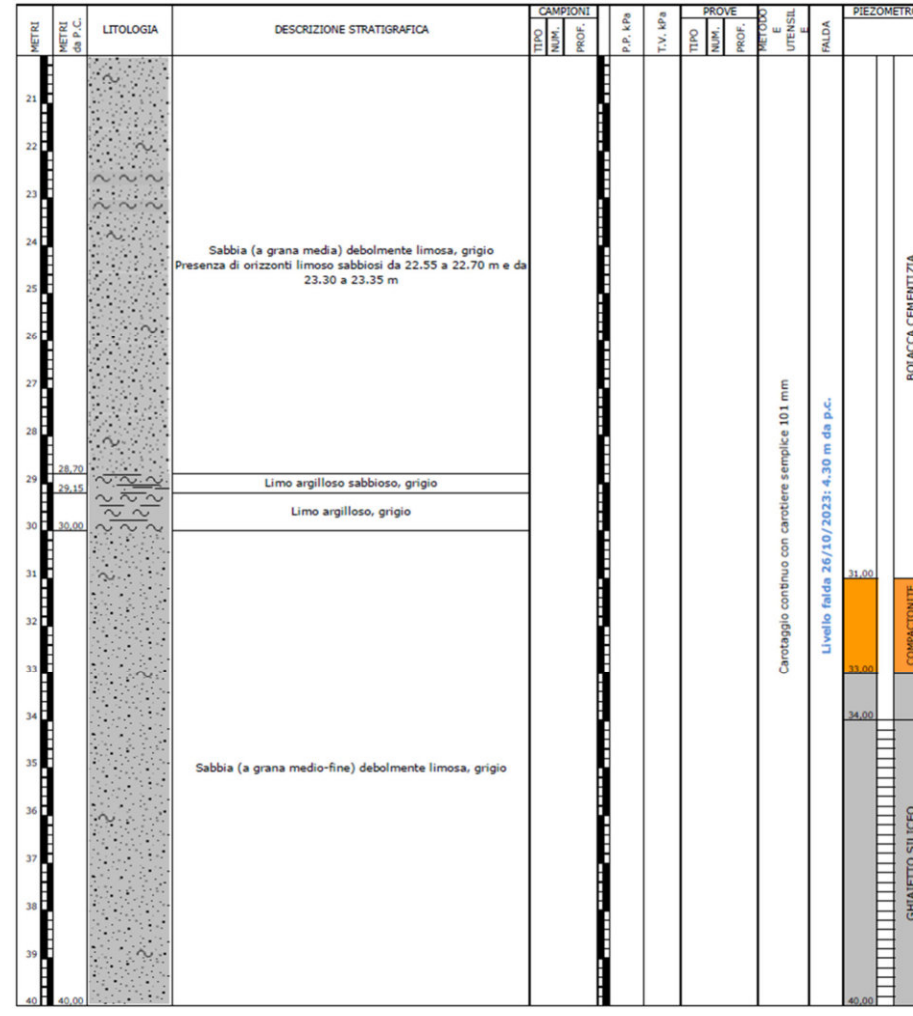 METRI
METRI da P.C.
LITOLOGIA
DESCRIZIONE STRATIGRAFICA
CAMPIONI
TIPO
NUM.
PROF.
P.P. kPa
T.V. kPa
PROVE
TIPO
NUM.
PROF.
METODO
E
UTENSIL
E
FALDA
PIEZOMETRO
21
22
23
24
Sabbia (a grana media) debolmente limosa, grigio
Presenza di orizzonti limoso sabbiosi da 22.55 a 22.70 m e da
23.30 a 23.35 m
25
26
27
28
28,70
29
Limo argilloso sabbioso, grigio
29,15
Limo argilloso, grigio
30
30,00
31
32
33
34
35
Sabbia (a grana medio-fine) debolmente limosa, grigio
36
37
38
39
40
40,00
Carotaggio continuo con carotiere semplice 101 mm
Livello falda 26/10/2023: 4.30 m da p.c.
31,00
33,00
34,00
40,00
BOIACCA CEMENTIZIA
COMPACTONITE
GHIAIETTO SILICEO